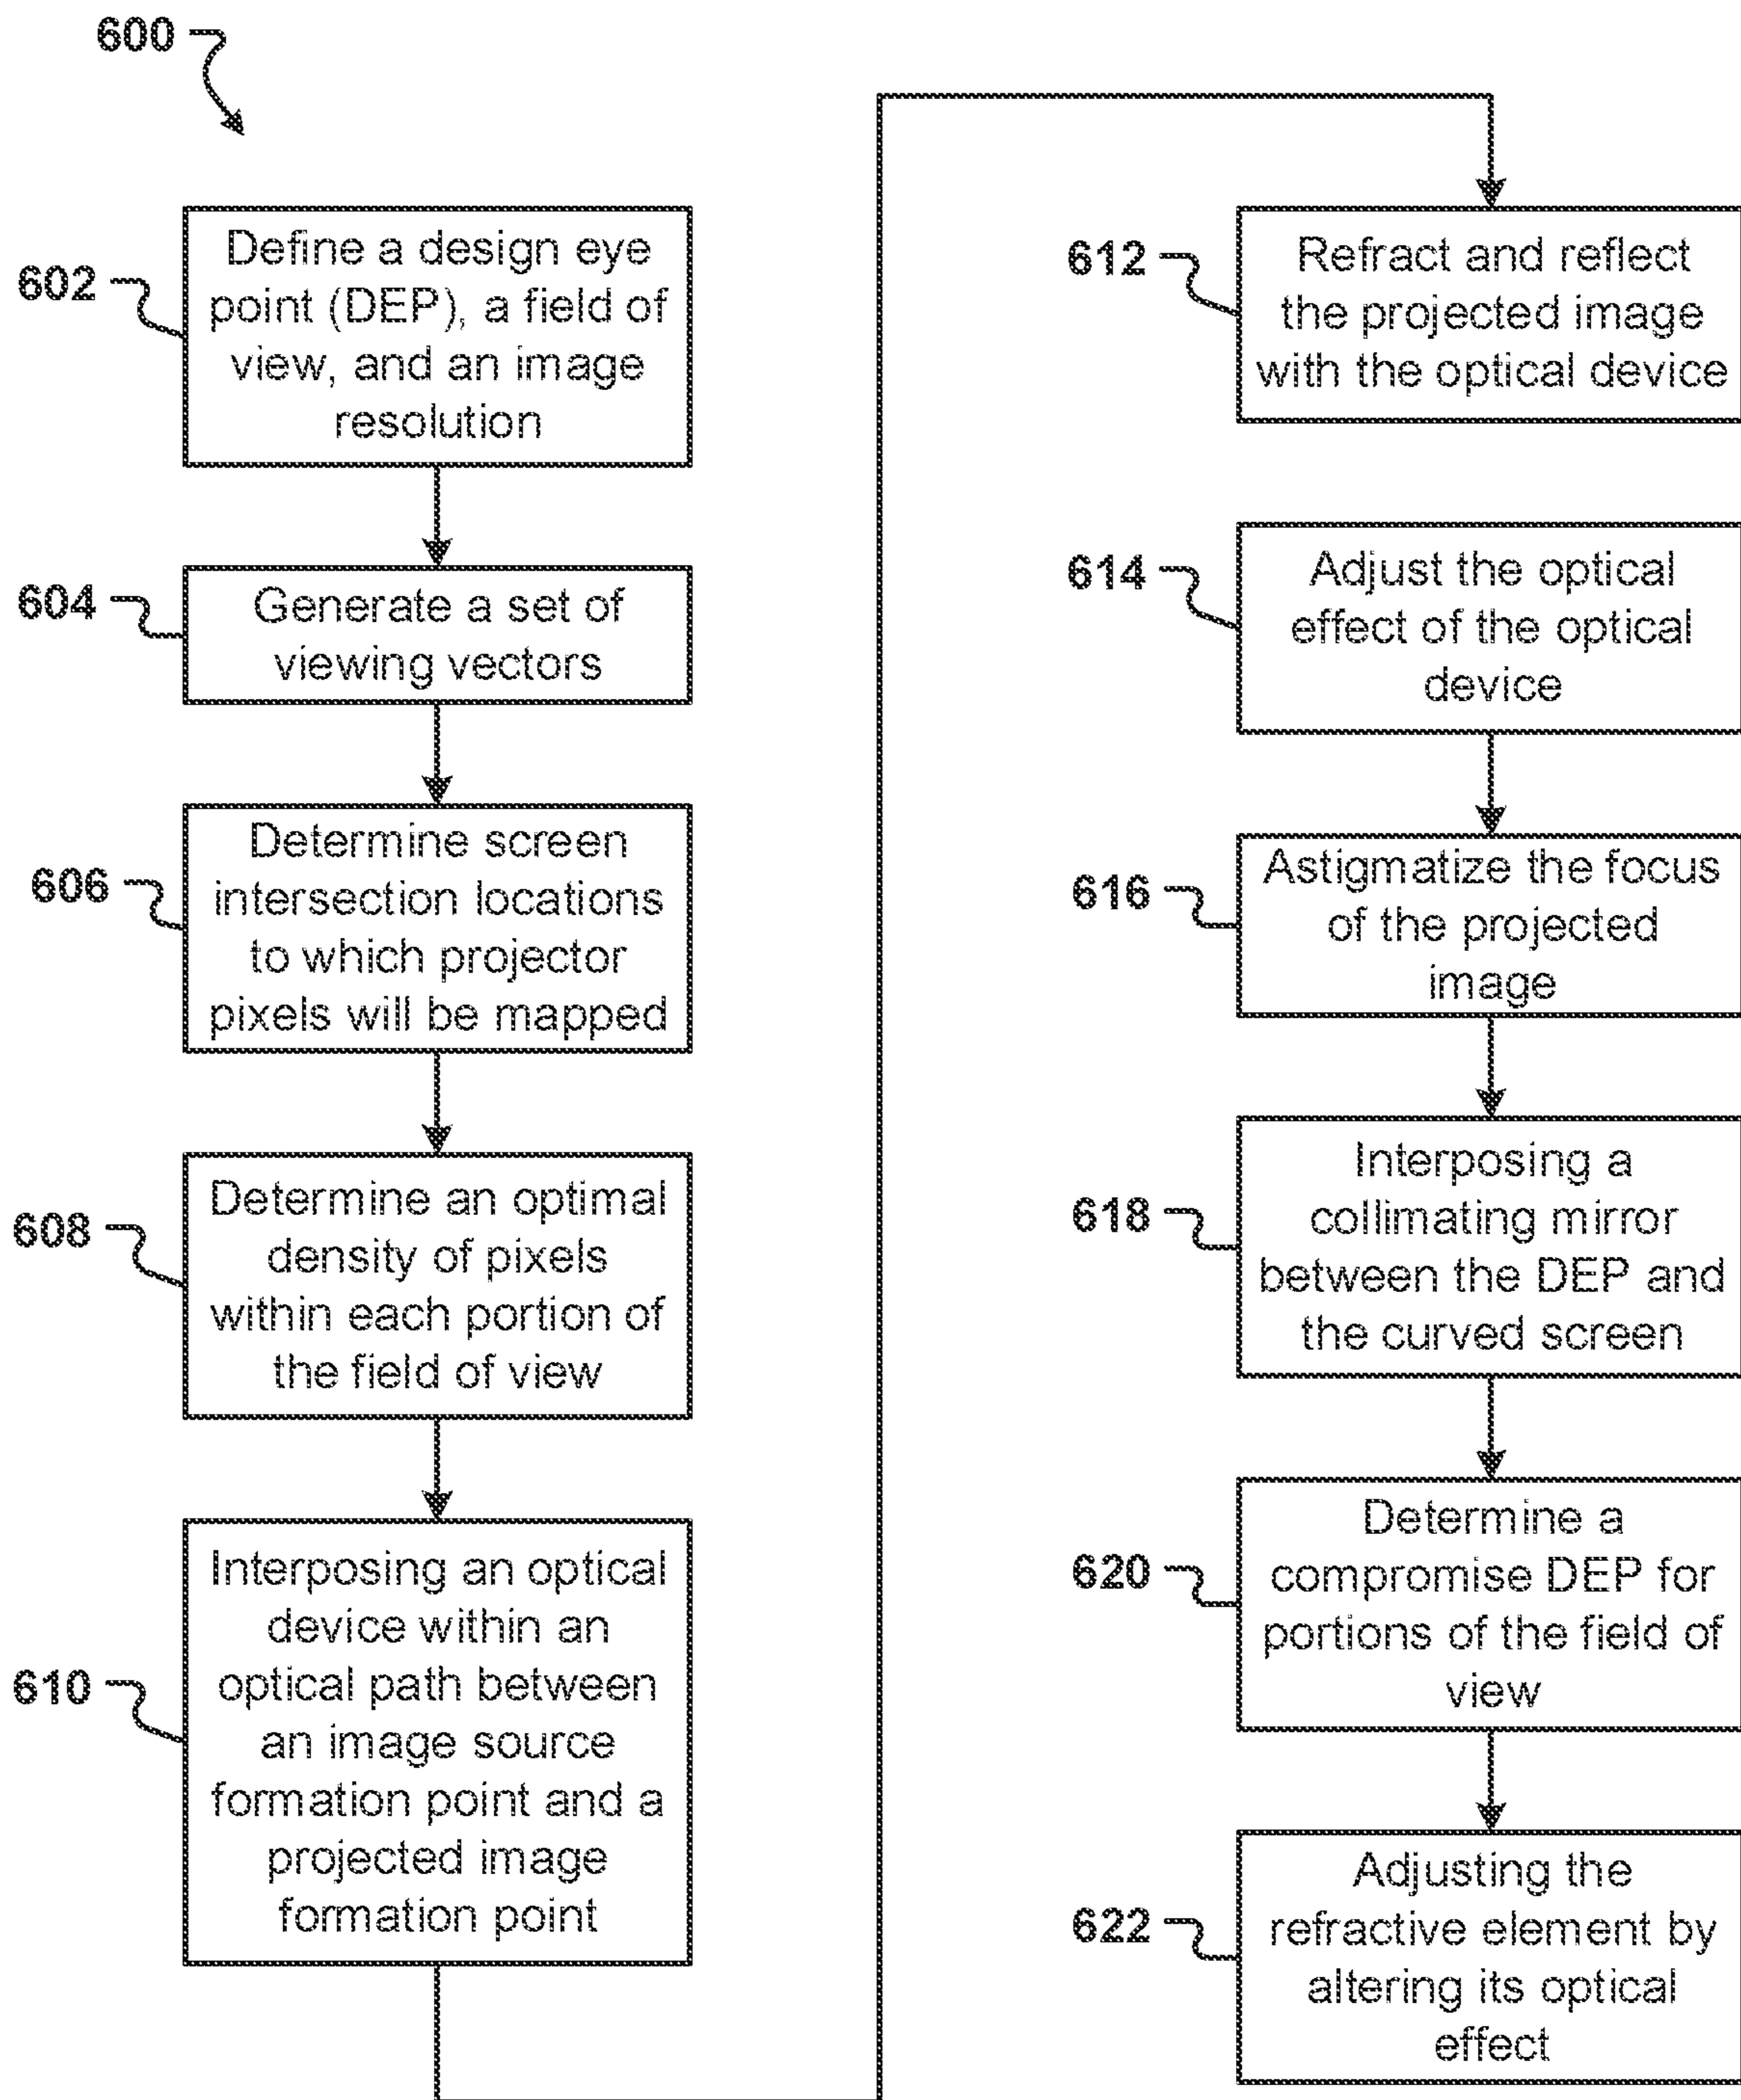 600
602
Define a design eye
point (DEP), a field of
view, and an image
resolution
604
Generate a set of
viewing vectors
606
Determine screen
intersection locations
to which projector
pixels will be mapped
608
Determine an optimal
density of pixels
within each portion of
the field of view
610
Interposing an optical
device within an
optical path between
an image source
formation point and a
projected image
formation point
612
Refract and reflect
the projected image
with the optical device
614
Adjust the optical
effect of the optical
device
616
Astigmatize the focus
of the projected
image
618
Interposing a
collimating mirror
between the DEP and
the curved screen
620
Determine a
compromise DEP for
portions of the field of
view
622
Adjusting the
refractive element by
altering its optical
effect